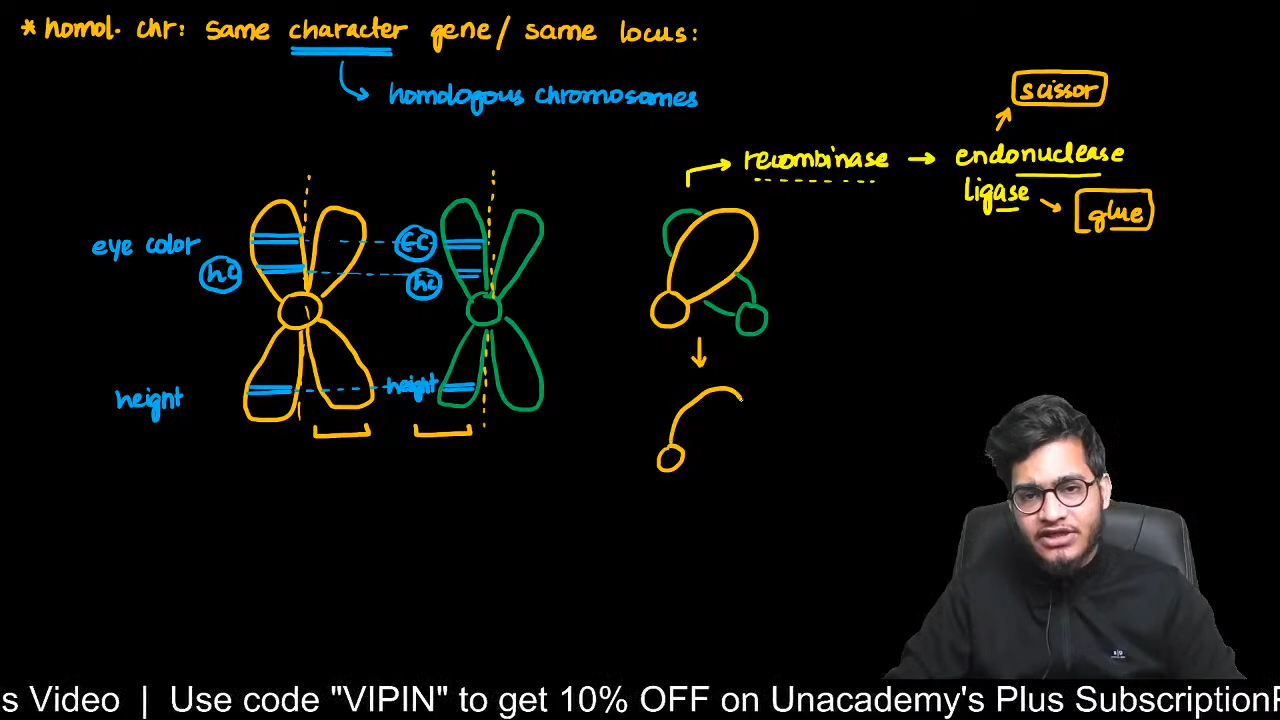 * homol. chr: same character gene/ same locus:
homologous chromosomes
scissor
recombinase → endonuclease
ligase
glue
eye color
EC
hC
hc
height
height
s Video | Use code "VIPIN" to get 10% OFF on Unacademy's Plus Subscription